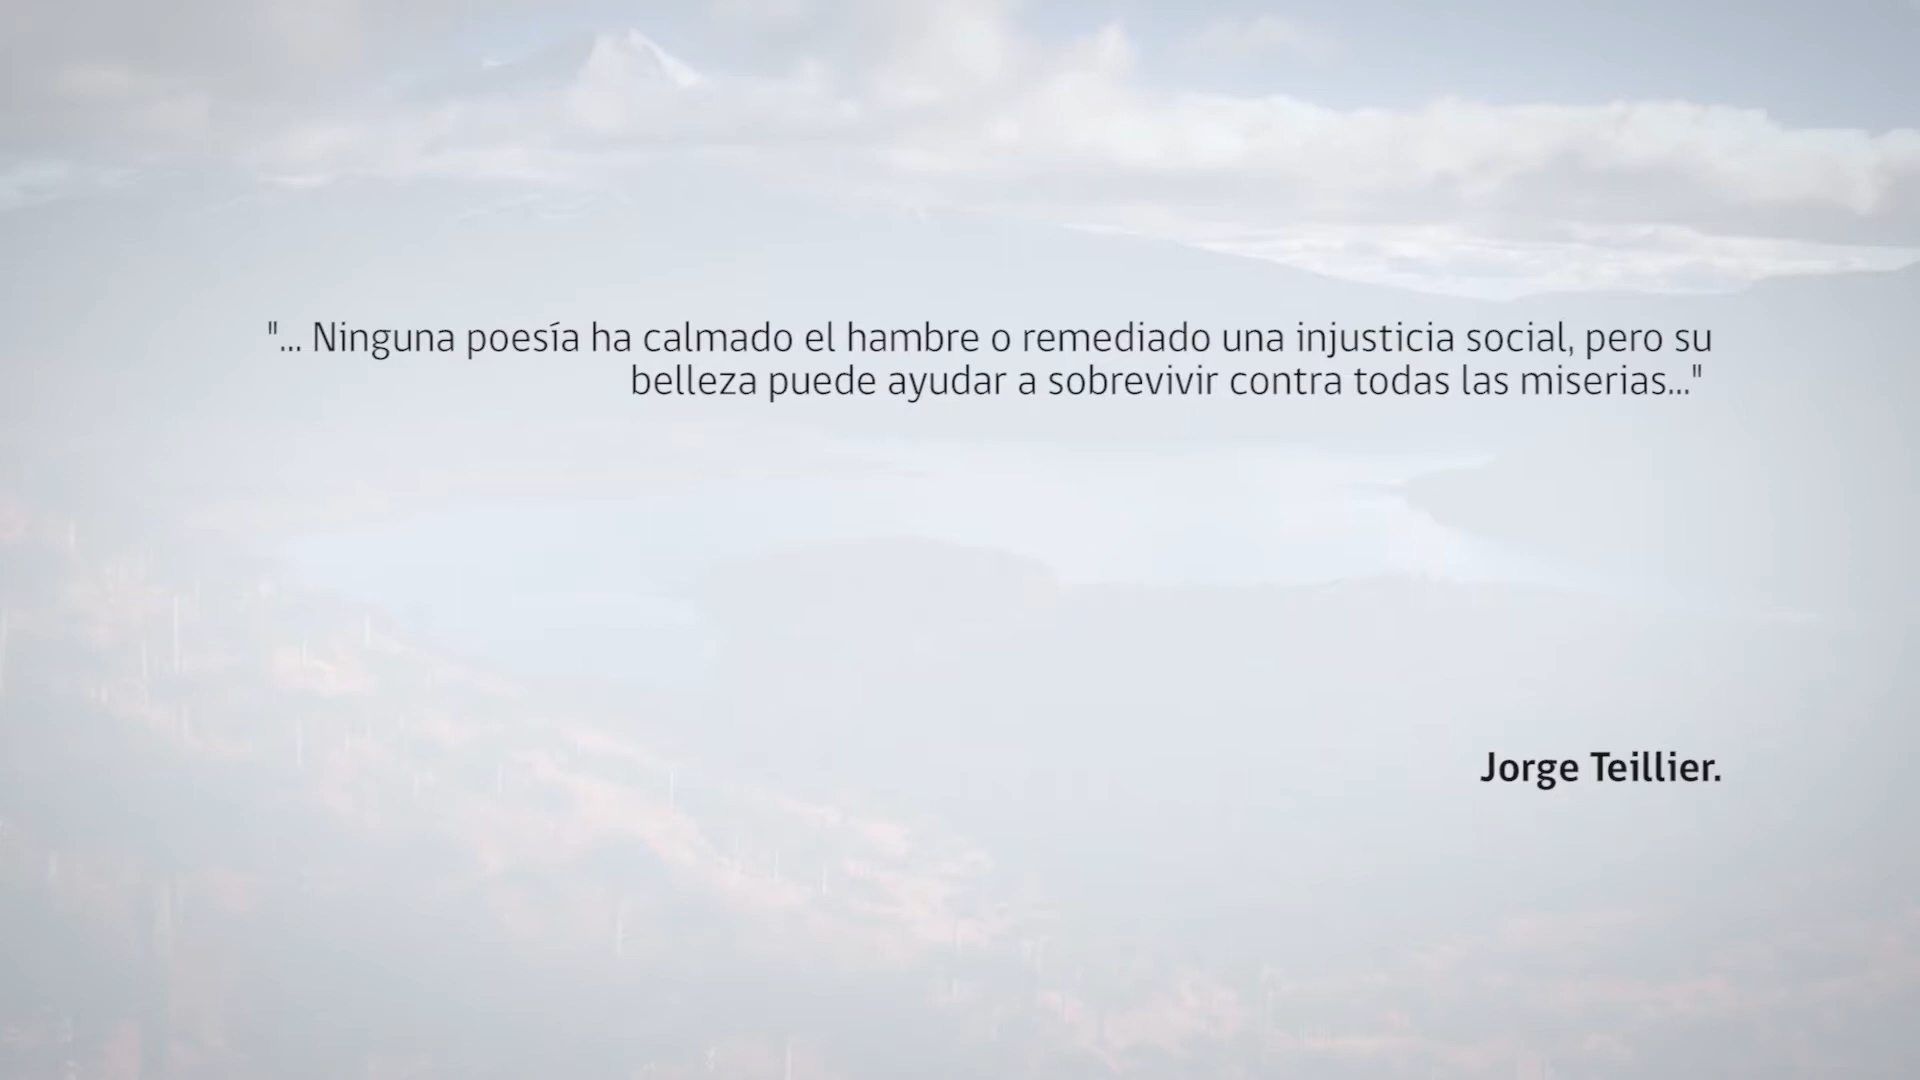 "... Ninguna poesía ha calmado el hambre o remediado una injusticia social, pero su
belleza puede ayudar a sobrevivir contra todas las miserias..."
Jorge Teillier.